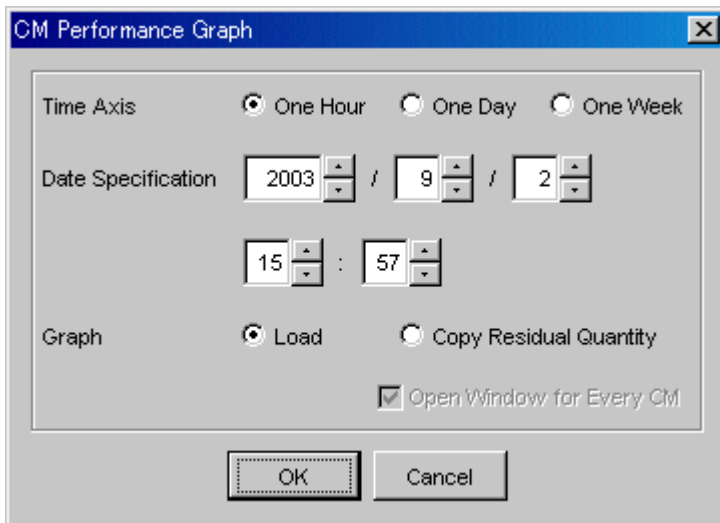 CM Performance Graph
Time Axis One Hour One Day One Week
Date Specification 2003 / 9 / 2
15 : 57
Graph Load Copy Residual Quantity
Open Window for Every CM
OK Cancel